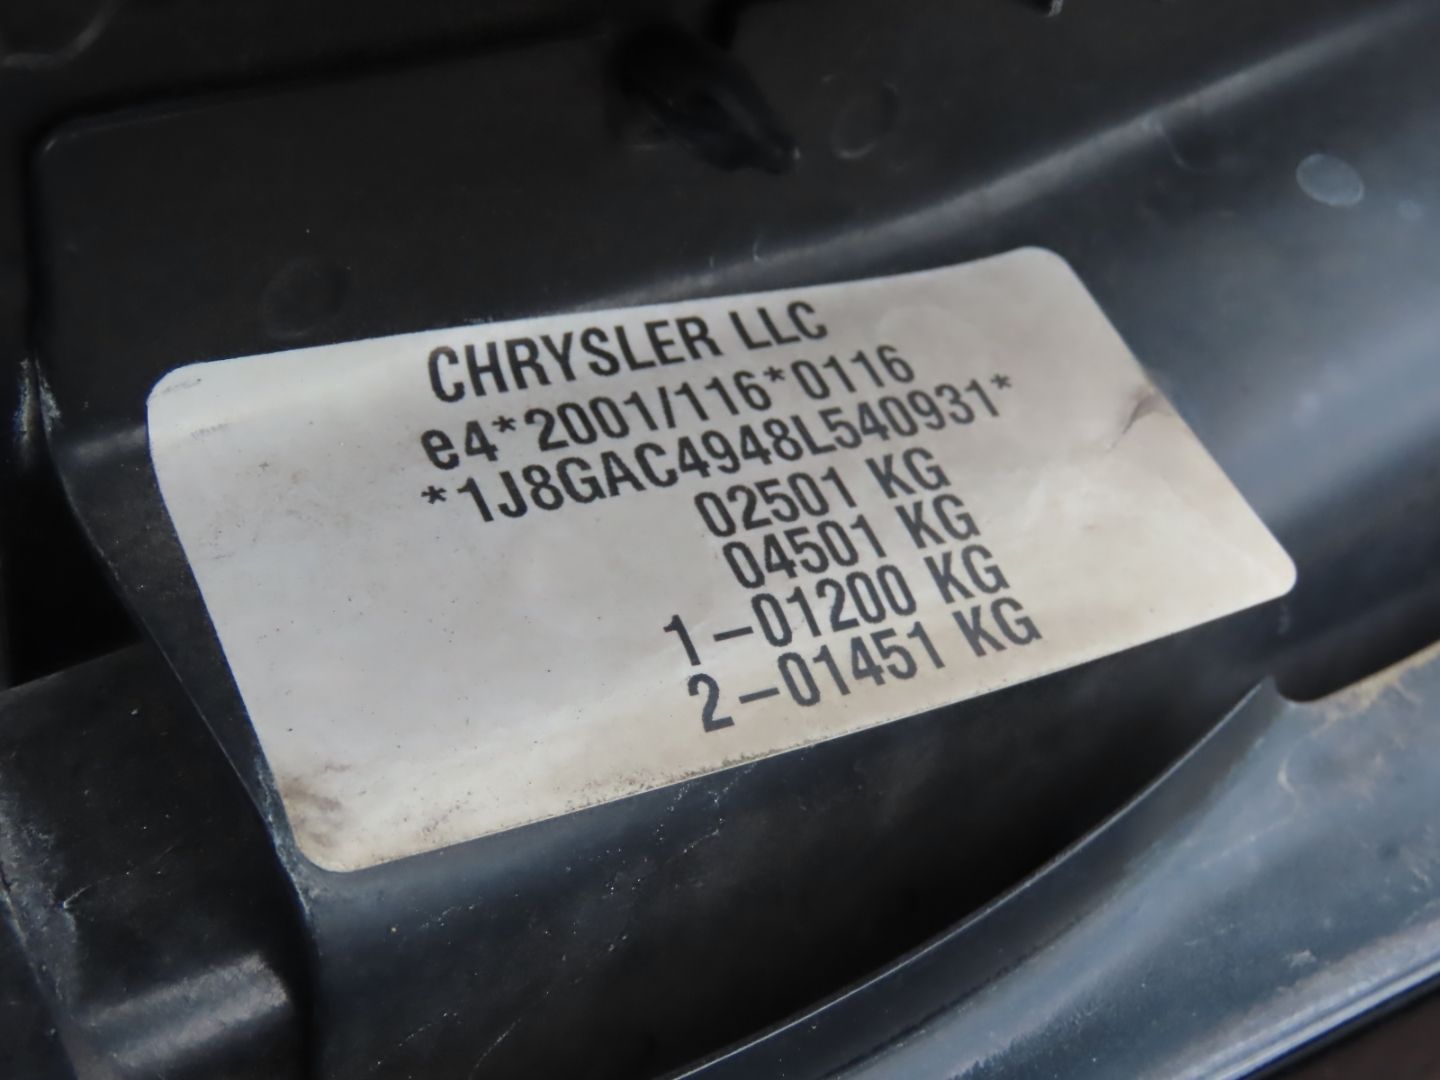 CHRYSLER LLC
e4*2001/116*0116
*1J8GAC4948L540931*
02501 KG
04501 KG
1-01200 KG
2-01451 KG